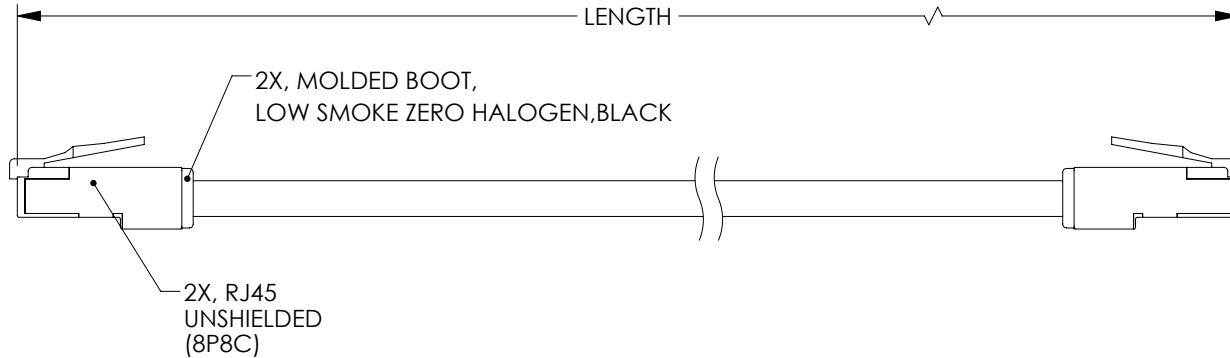 LENGTH
2X, MOLDED BOOT,
LOW SMOKE ZERO HALOGEN,BLACK
2X, RJ45
UNSHIELDED
(8P8C)